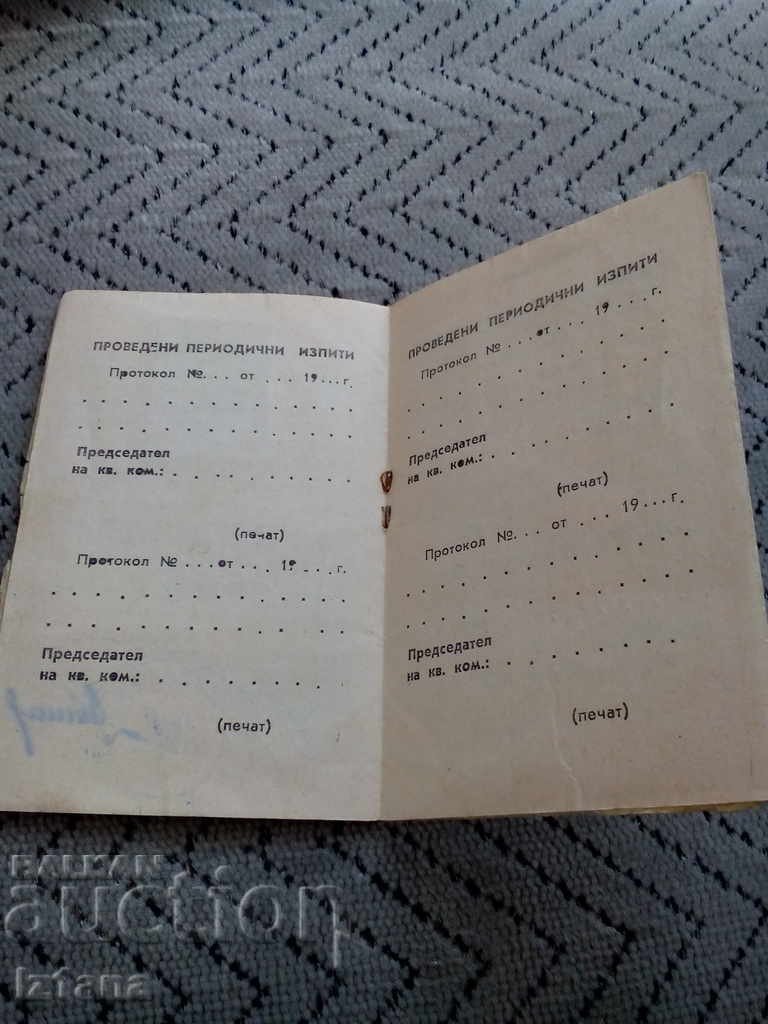 ПРОВЕДЕНИ ПЕРИОДИЧНИ ИЗПИТИ
Протокол №... от ...19...г.
Председател
на кв. ком.: . . . . . . . . .
(печат)
Протокол № ...от ...19...г.
Председател
на кв. ком.: . . . . . . . . .
(печат)
ПРОВЕДЕНИ ПЕРИОДИЧНИ ИЗПИТИ
Протокол № ...от ... 19...г.
Председател
на кв. ком.: . . . . . . . . .
(печат)
Протокол №... от ...19...г.
Председател
на кв. ком.: . . . . . . . .
(печат)
BALKAN
auction
Iztana